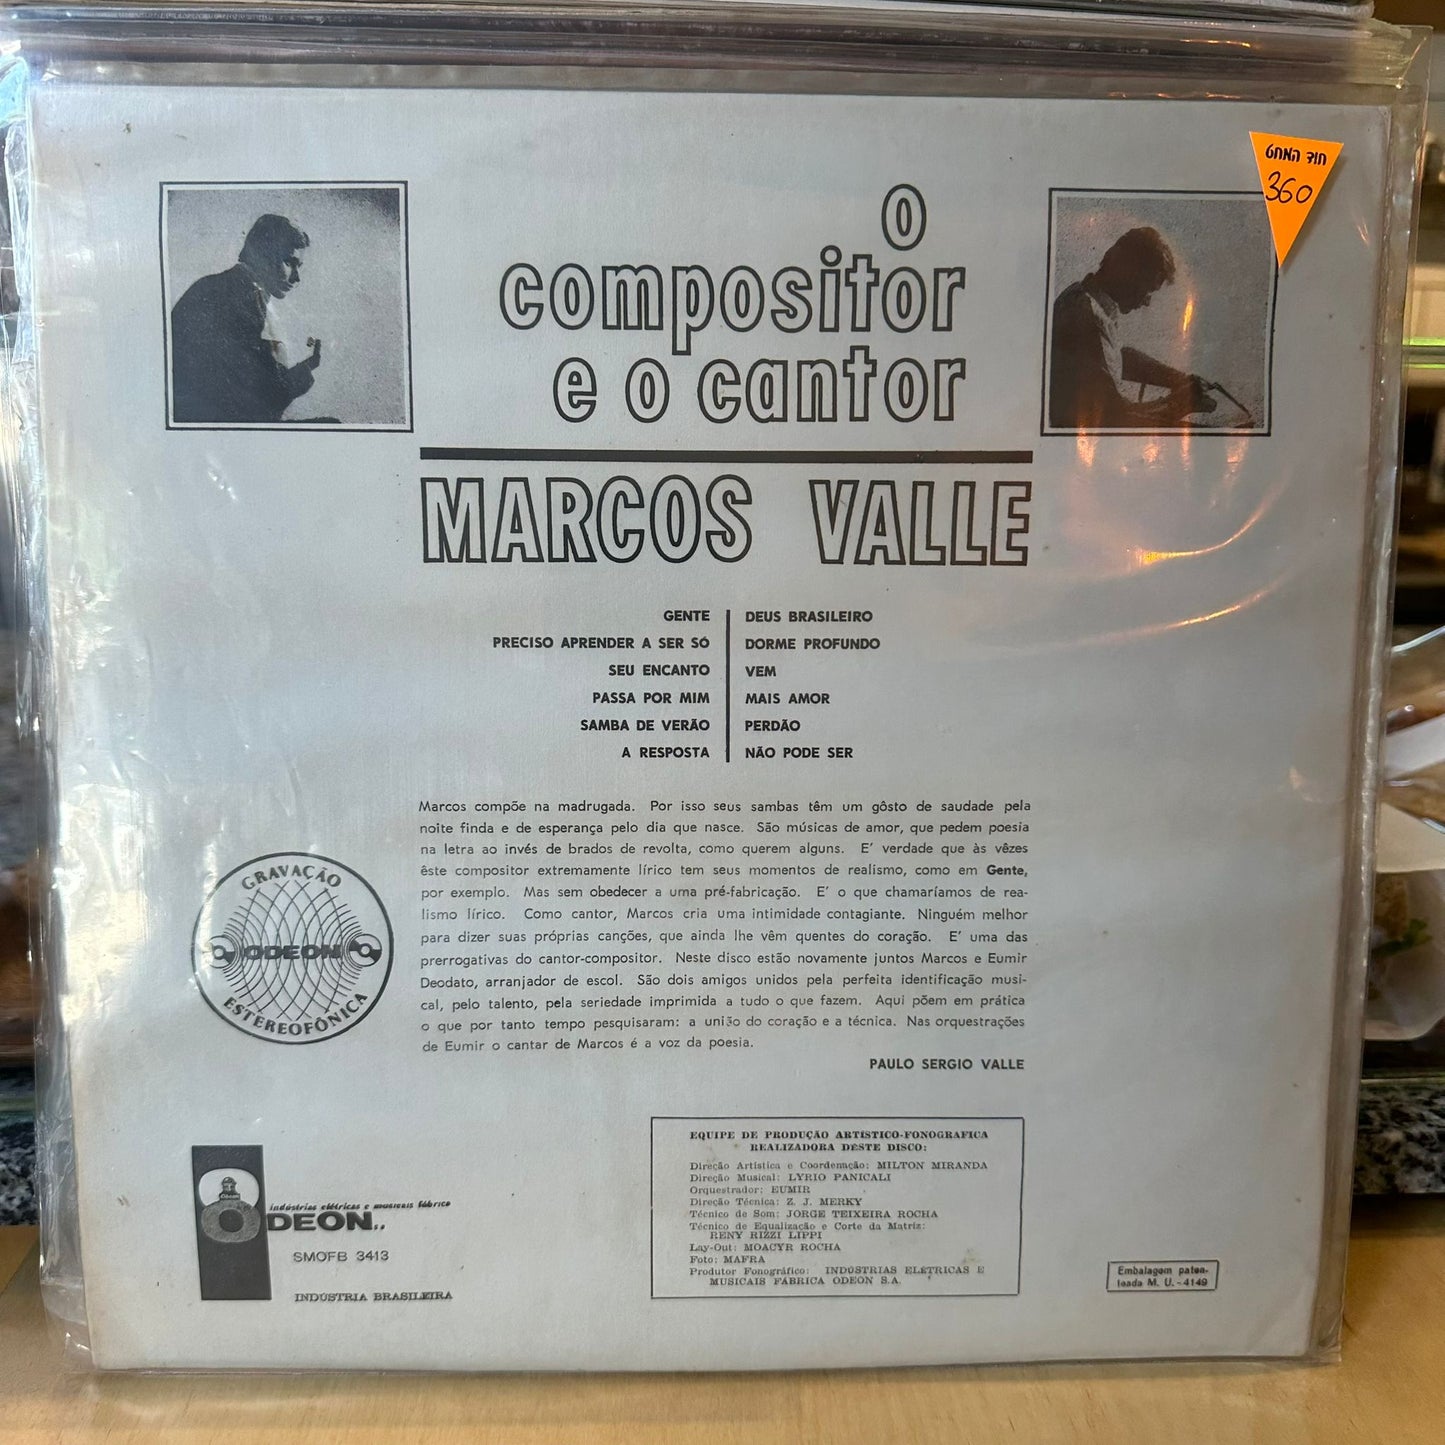 חוד המחט
360
o
compositor
e o cantor
MARCOS VALLE
GENTE
PRECISO APRENDER A SER SÓ
SEU ENCANTO
PASSA POR MIM
SAMBA DE VERÃO
A RESPOSTA
DEUS BRASILEIRO
DORME PROFUNDO
VEM
MAIS AMOR
PERDÃO
NÃO PODE SER
Marcos compõe na madrugada. Por isso seus sambas têm um gôsto de saudade pela
noite finda e de esperança pelo dia que nasce. São músicas de amor, que pedem poesia
na letra ao invés de brados de revolta, como querem alguns. E' verdade que às vêzes
êste compositor extremamente lírico tem seus momentos de realismo, como em Gente,
por exemplo. Mas sem obedecer a uma pré-fabricação. E' o que chamaríamos de rea-
lismo lírico. Como cantor, Marcos cria uma intimidade contagiante. Ninguém melhor
para dizer suas próprias canções, que ainda lhe vêm quentes do coração. E' uma das
prerrogativas do cantor-compositor. Neste disco estão novamente juntos Marcos e Eumir
Deodato, arranjador de escol. São dois amigos unidos pela perfeita identificação musi-
cal, pelo talento, pela seriedade imprimida a tudo o que fazem. Aqui põem em prática
o que por tanto tempo pesquisaram: a união do coração e a técnica. Nas orquestrações
de Eumir o cantar de Marcos é a voz da poesia.
PAULO SERGIO VALLE
GRAVAÇÃO
ODEON
ESTEREOFÔNICA
indústrias elétricas e musicais fábrica
ODEON
SMOFB 3413
INDÚSTRIA BRASILEIRA
EQUIPE DE PRODUÇÃO ARTÍSTICO-FONOGRAFICA
REALIZADORA DÊSTE DISCO:
Direção Artística e Coordenação: MILTON MIRANDA
Direção Musical: LYRIO PANICALI
Orquestrador: EUMIR
Direção Técnica: Z. J. MERKY
Técnico de Som: JORGE TEIXEIRA ROCHA
Técnico de Equalização e Corte da Matriz:
RENY RIZZI LIPPI
Lay-Out: MOACYR ROCHA
Foto: MAFRA
Produtor Fonográfico: INDÚSTRIAS ELÉTRICAS E
MUSICAIS FÁBRICA ODEON S.A.
Embalagem paten-
teada M. U. - 4149